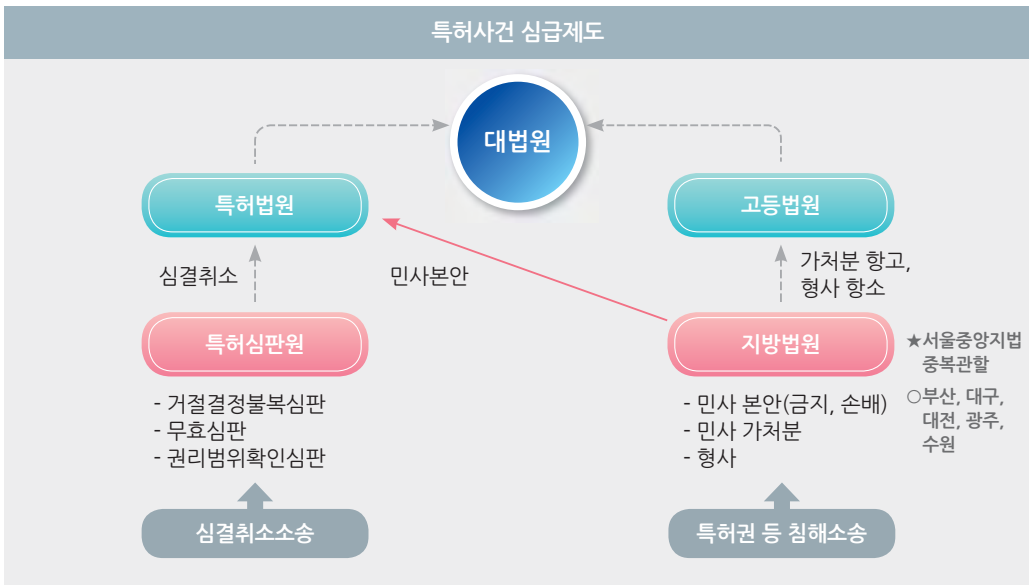 특허사건 심급제도
대법원
특허법원
고등법원
심결취소
민사본안
가처분 항고,
형사 항소
특허심판원
지방법원
★서울중앙지법
중복관할
- 거절결정불복심판
- 무효심판
- 권리범위확인심판
- 민사 본안(금지, 손배)
- 민사 가처분
- 형사
○부산, 대구,
대전, 광주,
수원
심결취소소송
특허권 등 침해소송